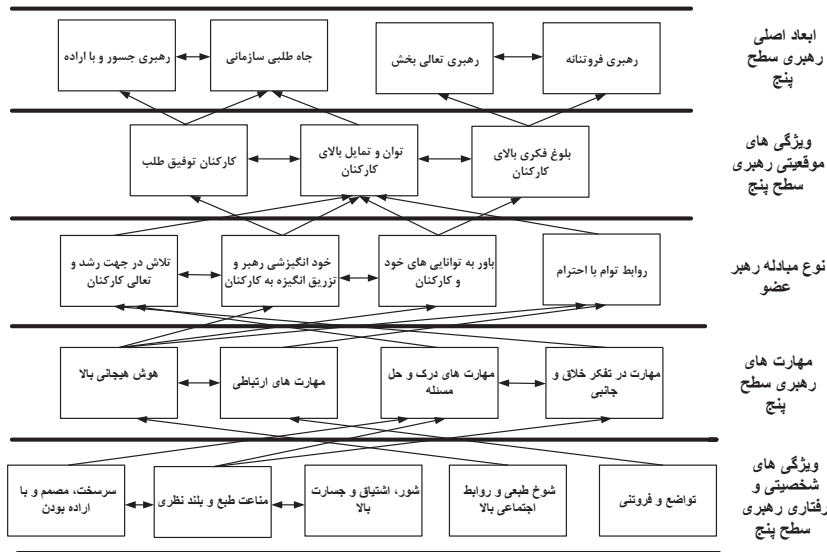 ابعاد اصلی
رهبری سطح
پنج
رهبری فروتنانه
رهبری تعالی بخش
جاه طلبی سازمانی
رهبری جسور و با اراده
ویژگی های
موقعیتی رهبری
سطح پنج
بلوغ فکری بالای
کارکنان
توان و تمایل بالای
کارکنان
کارکنان توفیق طلب
نوع مبادله رهبر
عضو
روابط توام با احترام
باور به توانایی های خود
و کارکنان
خود انگیزشی رهبر و
تزریق انگیزه به کارکنان
تلاش در جهت رشد و
تعالی کارکنان
مهارت های
رهبری سطح
پنج
مهارت در تفکر خلاق و
جانبی
مهارت های درک و حل
مسئله
مهارت های ارتباطی
هوش هیجانی بالا
ویژگی های
شخصیتی و
رفتاری رهبری
سطح پنج
تواضع و فروتنی
شوخ طبعی و روابط
اجتماعی بالا
شور، اشتیاق و جسارت
بالا
مناعت طبع و بلند نظری
سرسخت، مصمم و با
اراده بودن